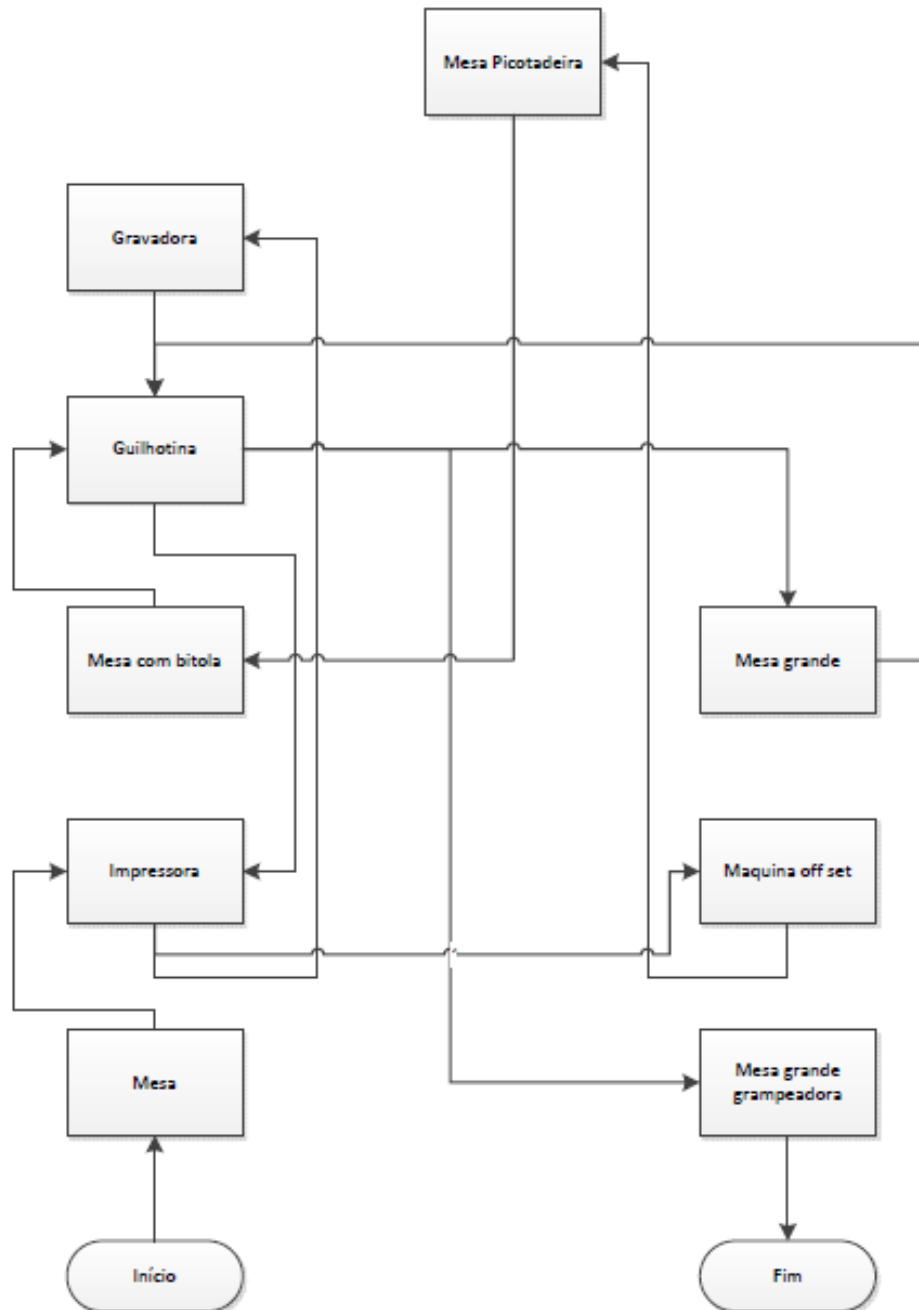 Mesa Picotadeira
Gravadora
Guilhotina
Mesa com bitola
Mesa grande
Impressora
Maquina off set
Mesa
Mesa grande
grampeadora
Início
Fim